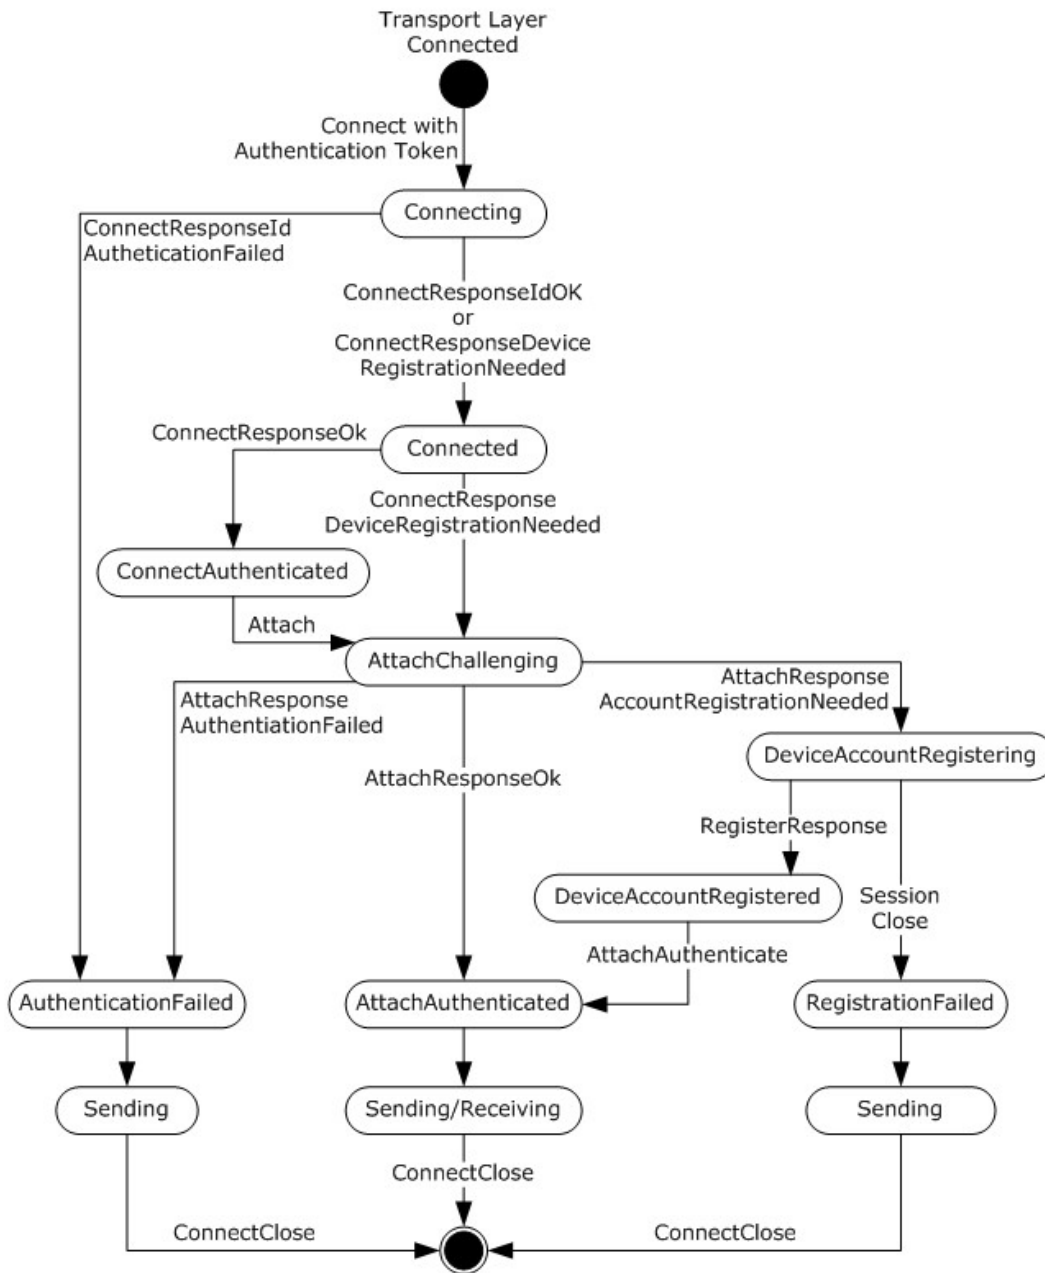 Transport Layer
Connected
Connect with
Authentication Token
Connecting
ConnectResponseId
AutheticationFailed
ConnectResponseIdOK
or
ConnectResponseDevice
RegistrationNeeded
ConnectResponseOk
Connected
ConnectResponse
DeviceRegistrationNeeded
ConnectAuthenticated
Attach
AttachChallenging
AttachResponse
AuthentiationFailed
AttachResponse
AccountRegistrationNeeded
DeviceAccountRegistering
AttachResponseOk
RegisterResponse
DeviceAccountRegistered
Session
Close
AttachAuthenticate
AuthenticationFailed
AttachAuthenticated
RegistrationFailed
Sending
Sending/Receiving
Sending
ConnectClose
ConnectClose
ConnectClose